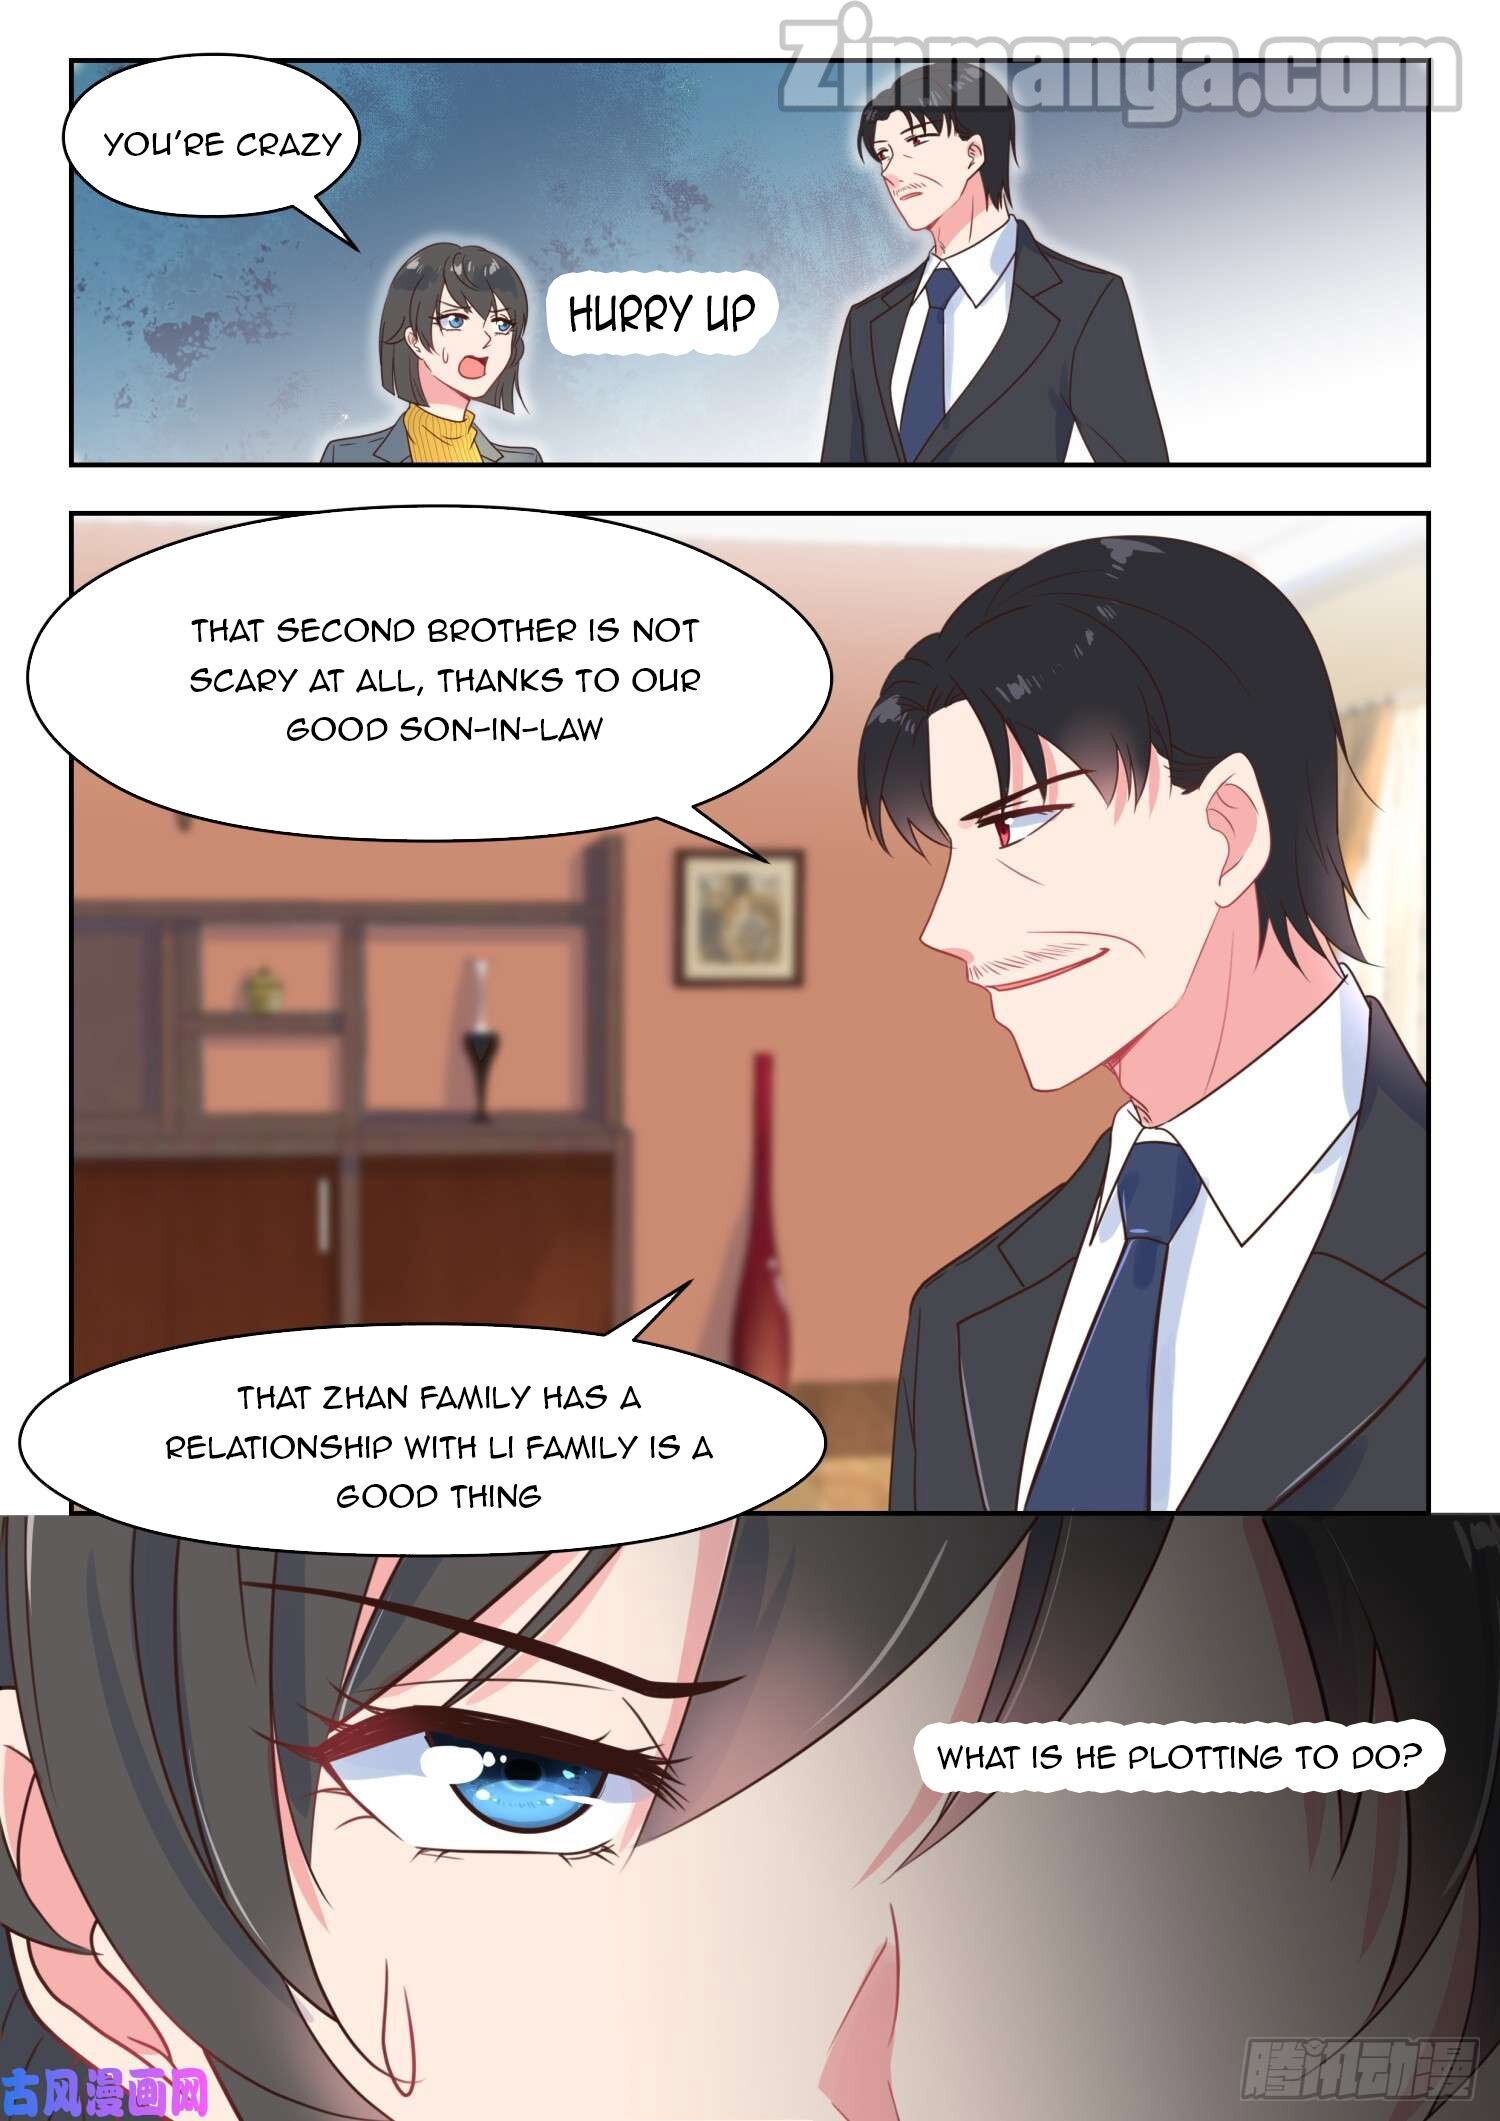 Zinmanga.com
YOU'RE CRAZY
HURRY UP
THAT SECOND BROTHER IS NOT
SCARY AT ALL, THANKS TO OUR
GOOD SON-IN-LAW
THAT ZHAN FAMILY HAS A
RELATIONSHIP WITH LI FAMILY IS A
GOOD THING
WHAT IS HE PLOTTING TO DO?
古风漫画网
腾讯动漫